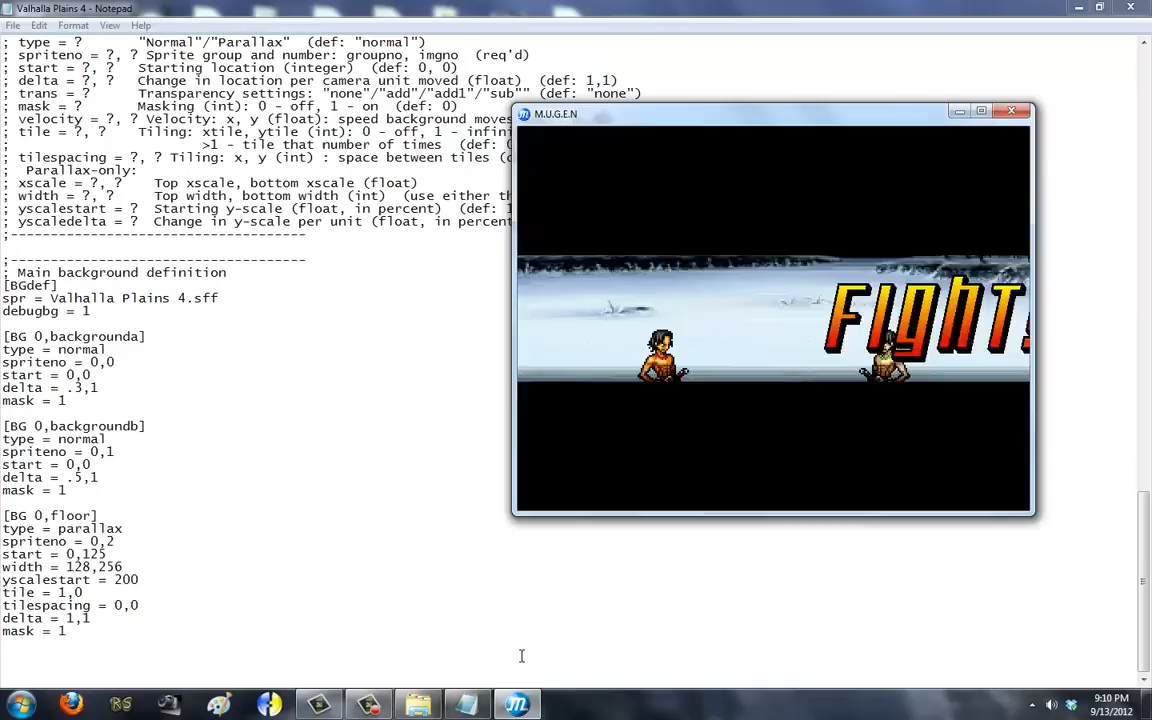 Valhalla Plains 4 - Notepad
File Edit Format View Help
; type = ? "Normal"/"Parallax" (def: "normal")
; spriteno = ?, ? Sprite group and number: groupno, imgno (req'd)
; start = ?, ? Starting location (integer) (def: 0, 0)
; delta = ?, ? Change in location per camera unit moved (float) (def: 1,1)
; trans = ? Transparency settings: "none"/"add"/"add1"/"sub"" (def: "none")
; mask = ? Masking (int): 0 - off, 1 - on (def: 0)
; velocity = ?, ? Velocity: x, y (float): speed background moves
; tile = ?, ? Tiling: xtile, ytile (int): 0 - off, 1 - infini
; >1 - tile that number of times (def: 0
; tilespacing = ?, ? Tiling: x, y (int) : space between tiles (d
; Parallax-only:
; xscale = ?, ? Top xscale, bottom xscale (float)
; width = ?, ? Top width, bottom width (int) (use either th
; yscalestart = ? Starting y-scale (float, in percent) (def: 1
; yscaledelta = ? Change in y-scale per unit (float, in percent
;-------------------------------------
;-------------------------------------
; Main background definition
[BGdef]
spr = Valhalla Plains 4.sff
debugbg = 1
[BG 0,backgrounda]
type = normal
spriteno = 0,0
start = 0,0
delta = .3,1
mask = 1
[BG 0,backgroundb]
type = normal
spriteno = 0,1
start = 0,0
delta = .5,1
mask = 1
[BG 0,floor]
type = parallax
spriteno = 0,2
start = 0,125
width = 128,256
yscalestart = 200
tile = 1,0
tilespacing = 0,0
delta = 1,1
mask = 1
M.U.G.E.N
FIGHT!
RS
9:10 PM
9/13/2012